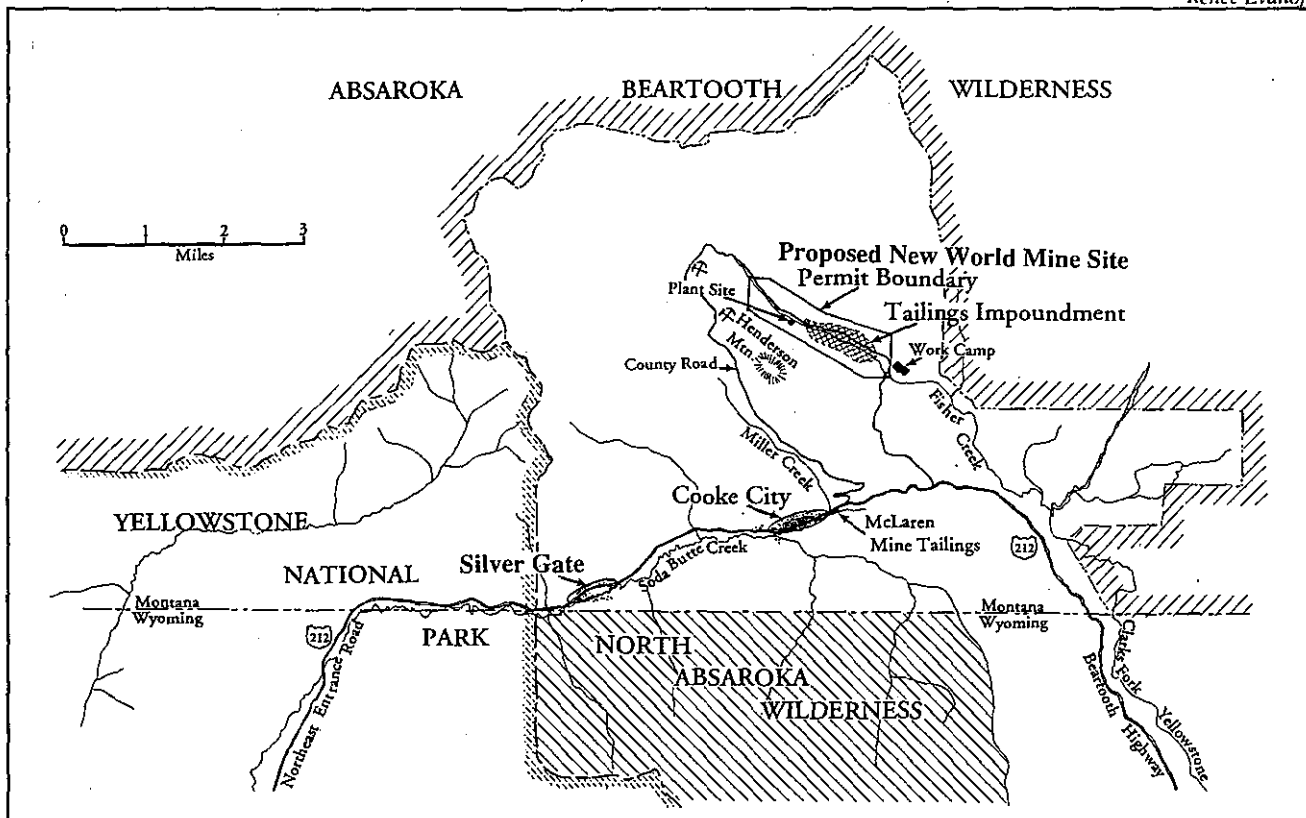 Renee Evanoff
ABSAROKA BEARTOOTH WILDERNESS
0 1 2 3
Miles
Proposed New World Mine Site
Permit Boundary
Plant Site
Tailings Impoundment
Henderson
Mtn.
Work Camp
County Road
Fisher Creek
Miller Creek
Cooke City
McLaren
Mine Tailings
YELLOWSTONE
212
Silver Gate
Soda Butte Creek
NATIONAL
Montana
Wyoming
Montana
Wyoming
212
PARK
NORTH
ABSAROKA
WILDERNESS
Northeast Entrance Road
Clarks Fork
Yellowstone
Beartooth
Highway